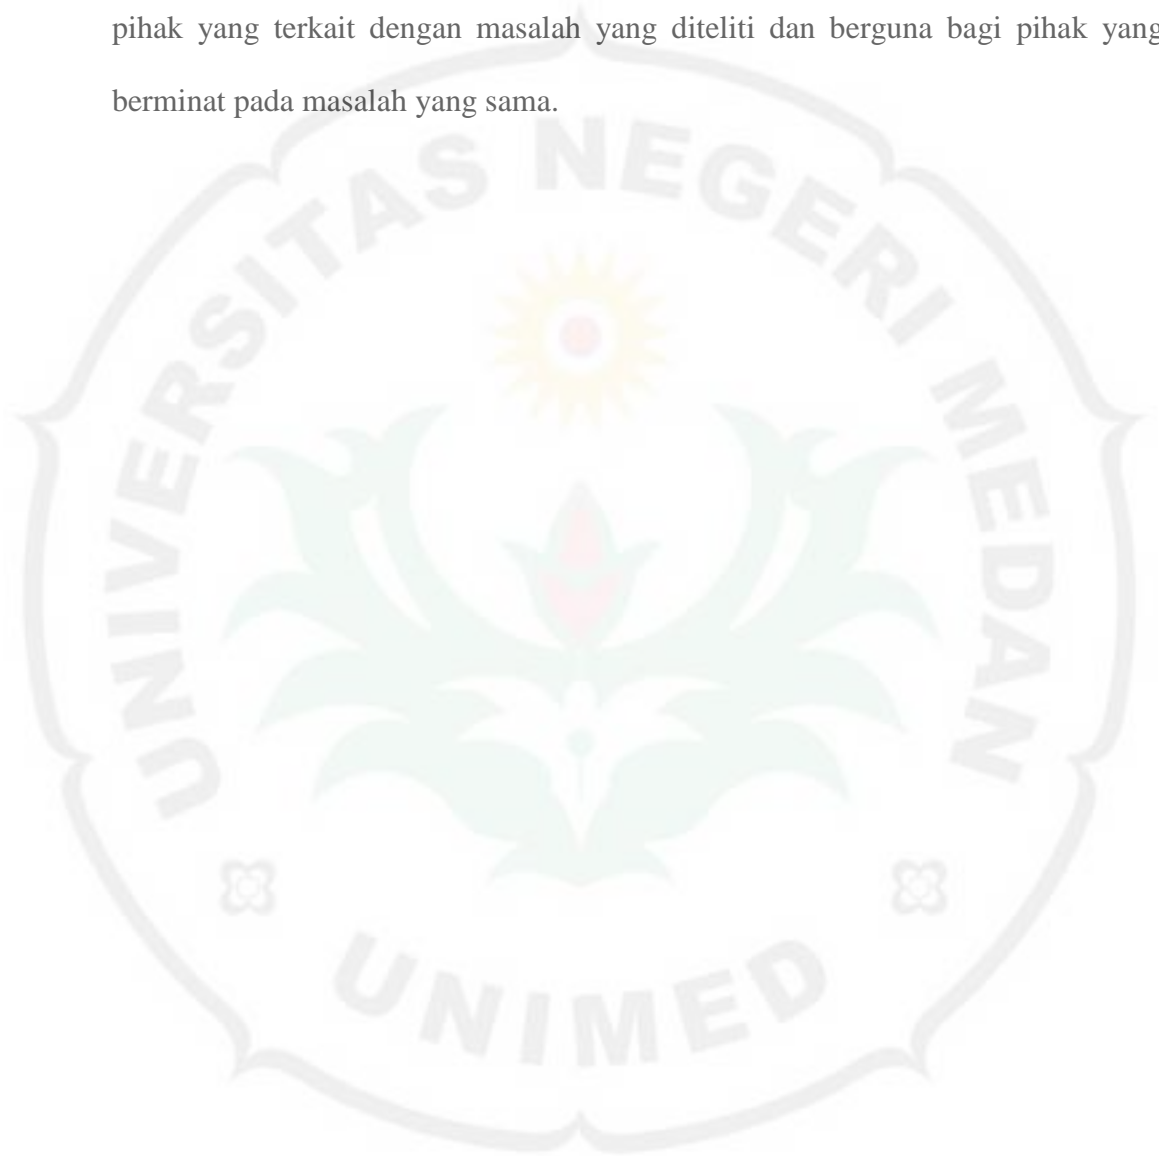 pihak yang terkait dengan masalah yang diteliti dan berguna bagi pihak yang
berminat pada masalah yang sama.
UNIVERSITAS NEGERI MEDAN
UNIMED